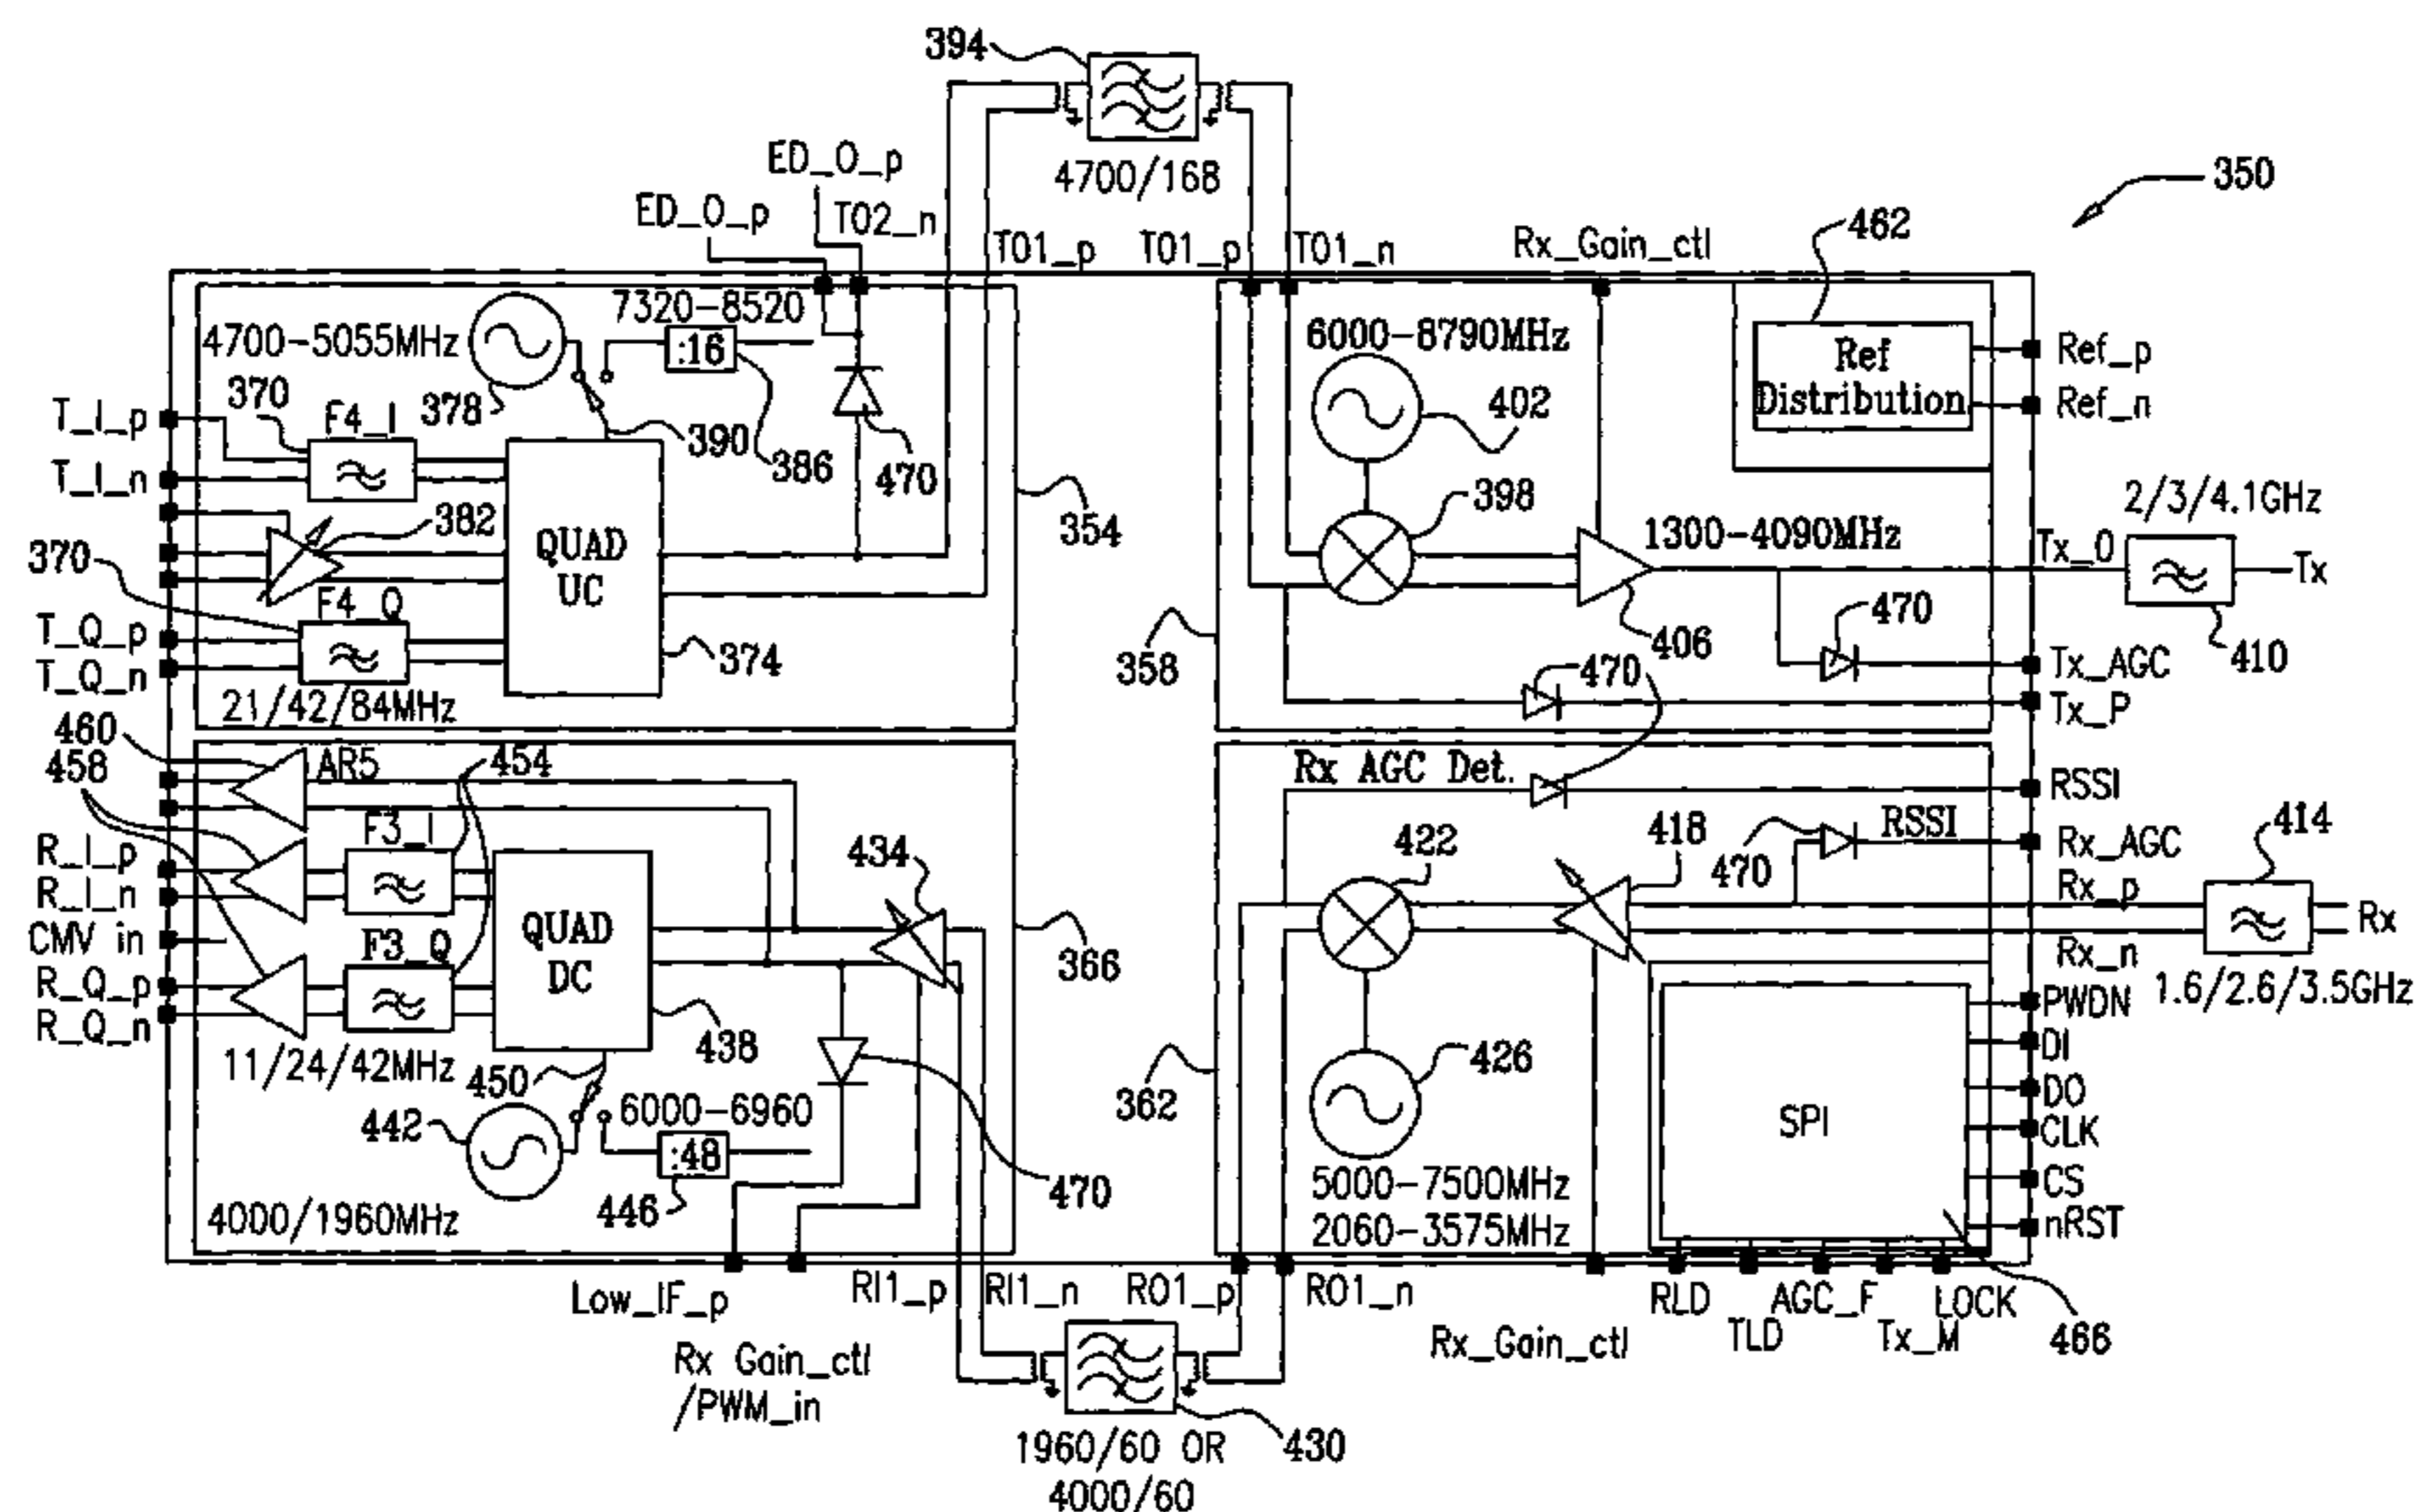 394
4700/168
350
ED_O_p
ED_O_p
TO2_n
TO1_p
TO1_p
TO1_n
Rx_Gain_ctl
462
7320-8520
4700-5055MHz
:16
378
390
386
470
370
F4_I
T_I_p
T_I_n
382
370
F4_Q
T_Q_p
T_Q_n
21/42/84MHz
QUAD
UC
374
354
6000-8790MHz
402
398
1300-4090MHz
406
358
470
470
Ref
Distribution
Ref_p
Ref_n
2/3/4.1GHz
Tx_O
Tx
410
Tx_AGC
Tx_P
460
458
AR5
454
F3_I
R_I_p
R_I_n
CMV in
F3_Q
R_Q_p
R_Q_n
11/24/42MHz
QUAD
DC
438
434
366
450
442
6000-6960
:48
446
470
4000/1960MHz
Rx AGC Det.
RSSI
422
418
470
RSSI
Rx_AGC
Rx_p
Rx_n
414
Rx
1.6/2.6/3.5GHz
362
426
5000-7500MHz
2060-3575MHz
SPI
PWDN
DI
DO
CLK
CS
nRST
Low_IF_p
Rx Gain_ctl
/PWM_in
RI1_p
RI1_n
RO1_p
RO1_n
Rx_Gain_ctl
RLD
TLD
AGC_F
Tx_M
LOCK
466
1960/60 OR
4000/60
430